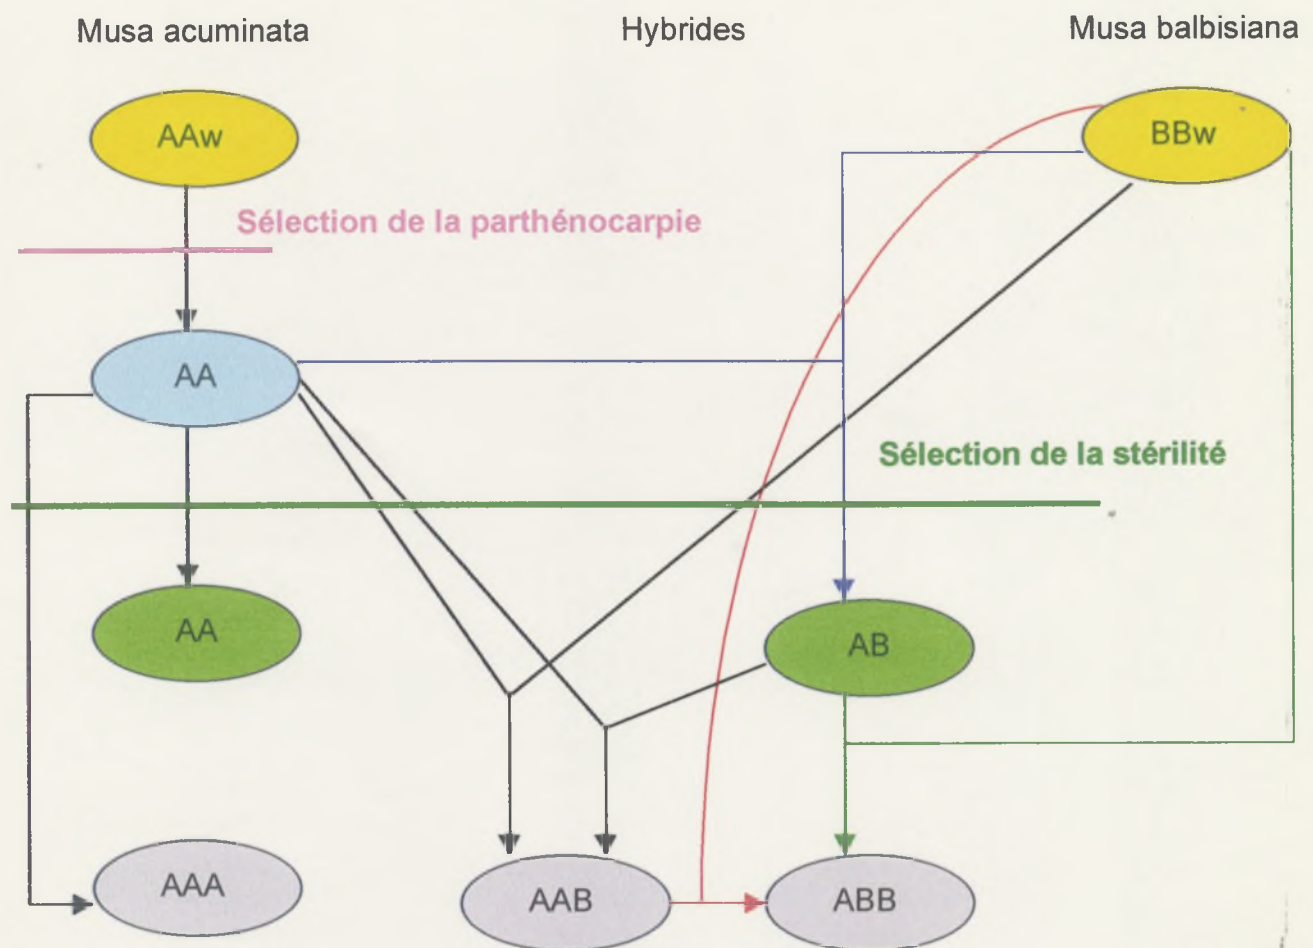 Musa acuminata
Hybrides
Musa balbisiana
AAw
BBw
Sélection de la parthénocarpie
AA
Sélection de la stérilité
AA
AB
AAA
AAB
ABB